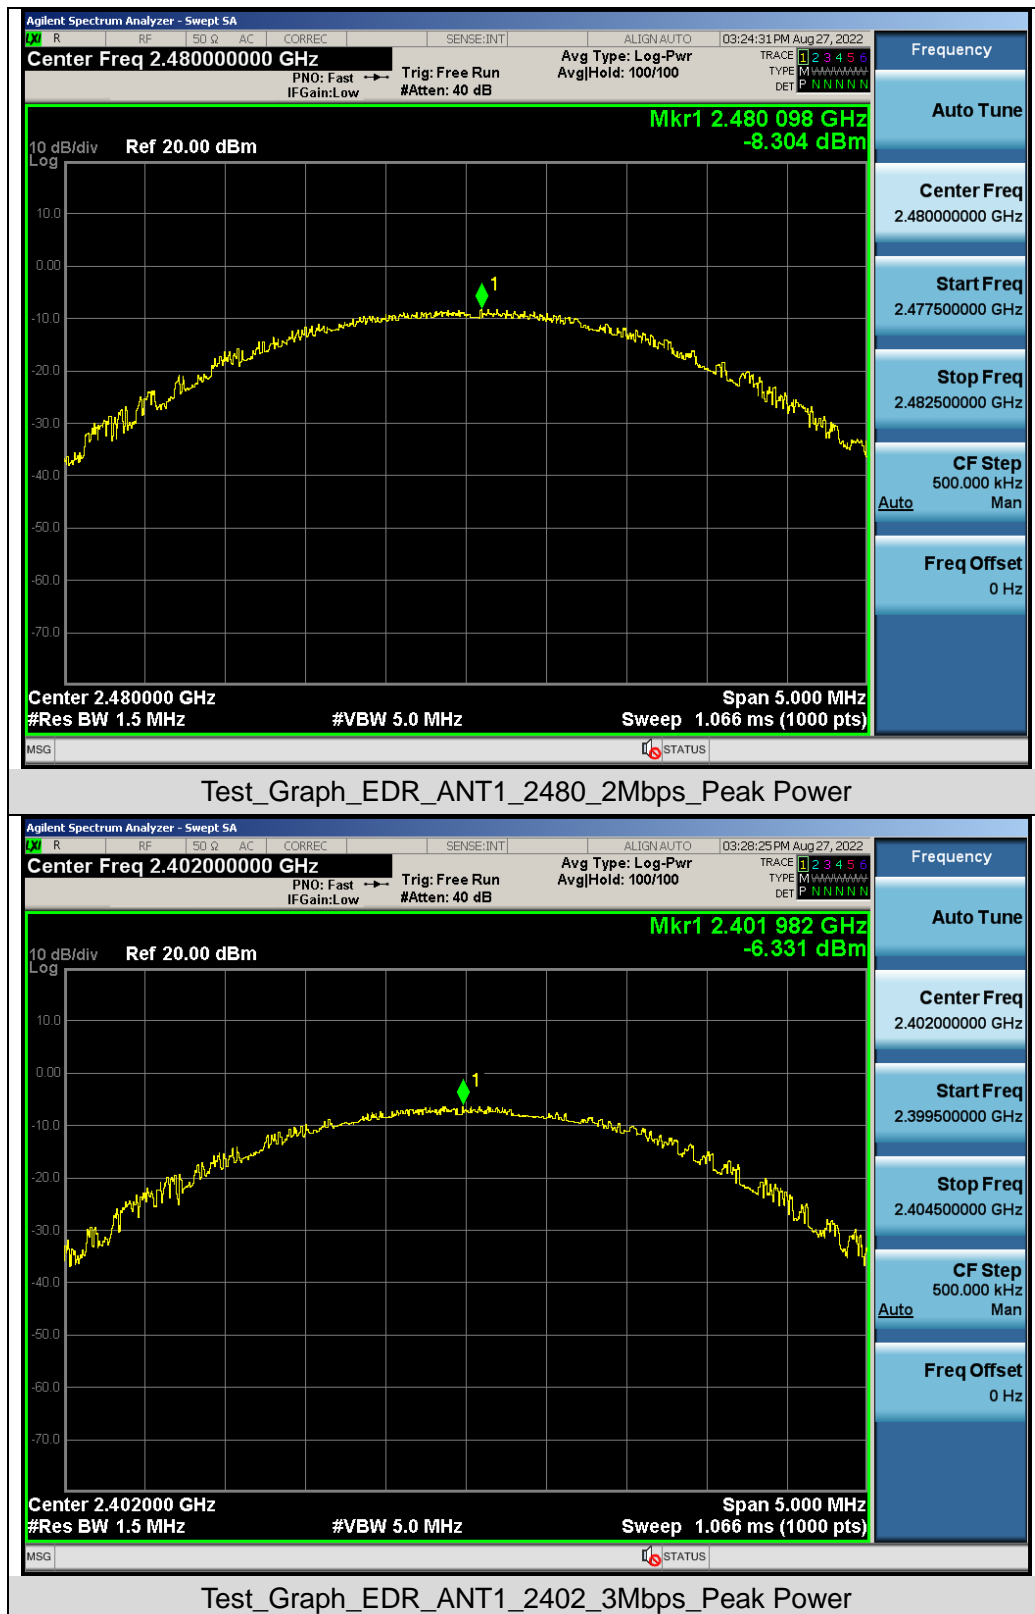 Agilent Spectrum Analyzer - Swept SA
LXI R RF 50 Ω AC CORREC SENSE:INT ALIGN AUTO 03:24:31 PM Aug 27, 2022
Center Freq 2.480000000 GHz
PNO: Fast
IFGain:Low
Trig: Free Run
#Atten: 40 dB
Avg Type: Log-Pwr
Avg|Hold: 100/100
TRACE 1 2 3 4 5 6
TYPE M
DET P N N N N N
Mkr1 2.480 098 GHz
-8.304 dBm
10 dB/div Ref 20.00 dBm
Log
10.0
0.00
1
-10.0
-20.0
-30.0
-40.0
-50.0
-60.0
-70.0
Center 2.480000 GHz Span 5.000 MHz
#Res BW 1.5 MHz #VBW 5.0 MHz Sweep 1.066 ms (1000 pts)
MSG STATUS
Frequency
Auto Tune
Center Freq
2.480000000 GHz
Start Freq
2.477500000 GHz
Stop Freq
2.482500000 GHz
CF Step
500.000 kHz
Auto Man
Freq Offset
0 Hz
Test_Graph_EDR_ANT1_2480_2Mbps_Peak Power
Agilent Spectrum Analyzer - Swept SA
LXI R RF 50 Ω AC CORREC SENSE:INT ALIGN AUTO 03:28:25 PM Aug 27, 2022
Center Freq 2.402000000 GHz
PNO: Fast
IFGain:Low
Trig: Free Run
#Atten: 40 dB
Avg Type: Log-Pwr
Avg|Hold: 100/100
TRACE 1 2 3 4 5 6
TYPE M
DET P N N N N N
Mkr1 2.401 982 GHz
-6.331 dBm
10 dB/div Ref 20.00 dBm
Log
10.0
0.00
1
-10.0
-20.0
-30.0
-40.0
-50.0
-60.0
-70.0
Center 2.402000 GHz Span 5.000 MHz
#Res BW 1.5 MHz #VBW 5.0 MHz Sweep 1.066 ms (1000 pts)
MSG STATUS
Frequency
Auto Tune
Center Freq
2.402000000 GHz
Start Freq
2.399500000 GHz
Stop Freq
2.404500000 GHz
CF Step
500.000 kHz
Auto Man
Freq Offset
0 Hz
Test_Graph_EDR_ANT1_2402_3Mbps_Peak Power